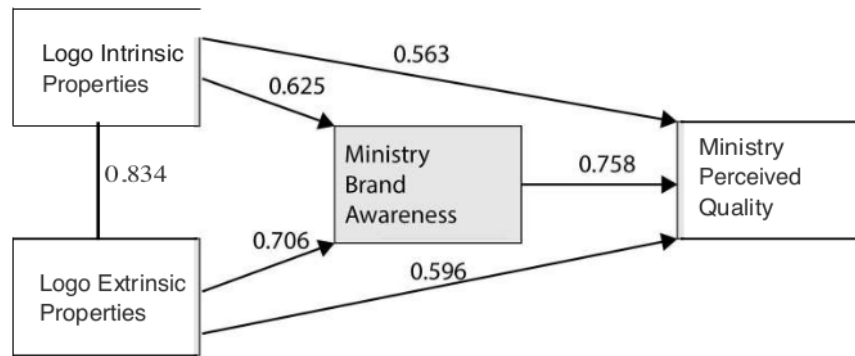 Logo Intrinsic
Properties
0.563
0.625
0.834
Ministry
Brand
Awareness
0.758
Ministry
Perceived
Quality
0.706
0.596
Logo Extrinsic
Properties